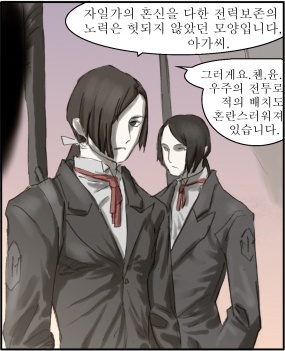 자일가의 혼신을 다한 전력보존의
노력은 헛되지 않았던 모양입니다.
아가씨.
그러게요.첸,윤.
우주의 전투로
적의 배치도
혼란스러워져
있습니다.